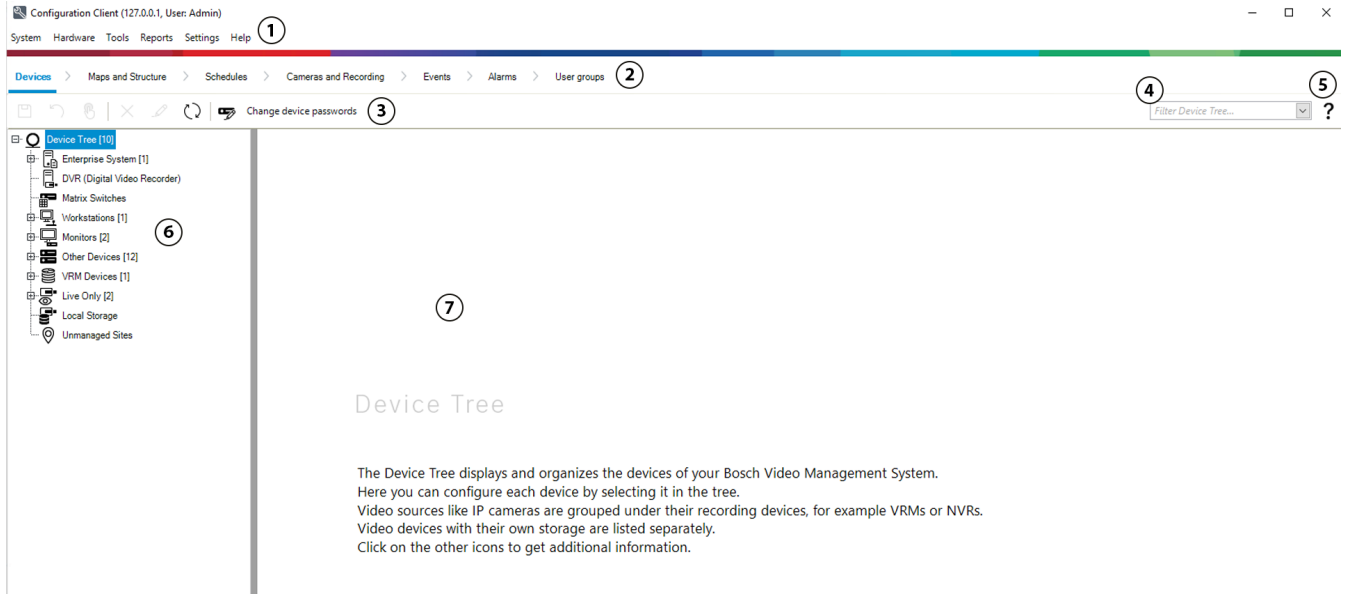 Configuration Client (127.0.0.1, User: Admin)
System Hardware Tools Reports Settings Help 1
Devices Maps and Structure Schedules Cameras and Recording Events Alarms User groups 2
Change device passwords 3
4
Filter Device Tree...
5
?
Device Tree [10]
Enterprise System [1]
DVR (Digital Video Recorder)
Matrix Switches
Workstations [1]
Monitors [2]
6
Other Devices [12]
VRM Devices [1]
Live Only [2]
Local Storage
Unmanaged Sites
7
Device Tree
The Device Tree displays and organizes the devices of your Bosch Video Management System.
Here you can configure each device by selecting it in the tree.
Video sources like IP cameras are grouped under their recording devices, for example VRMs or NVRs.
Video devices with their own storage are listed separately.
Click on the other icons to get additional information.